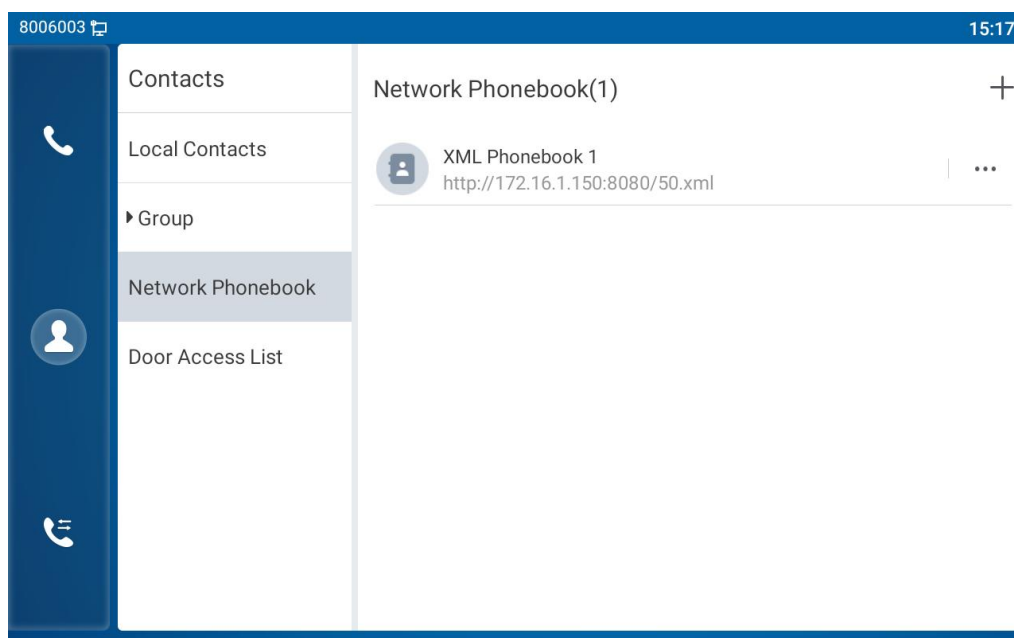 8006003
15:17
Contacts
Local Contacts
Group
Network Phonebook
Door Access List
Network Phonebook(1)
XML Phonebook 1
http://172.16.1.150:8080/50.xml